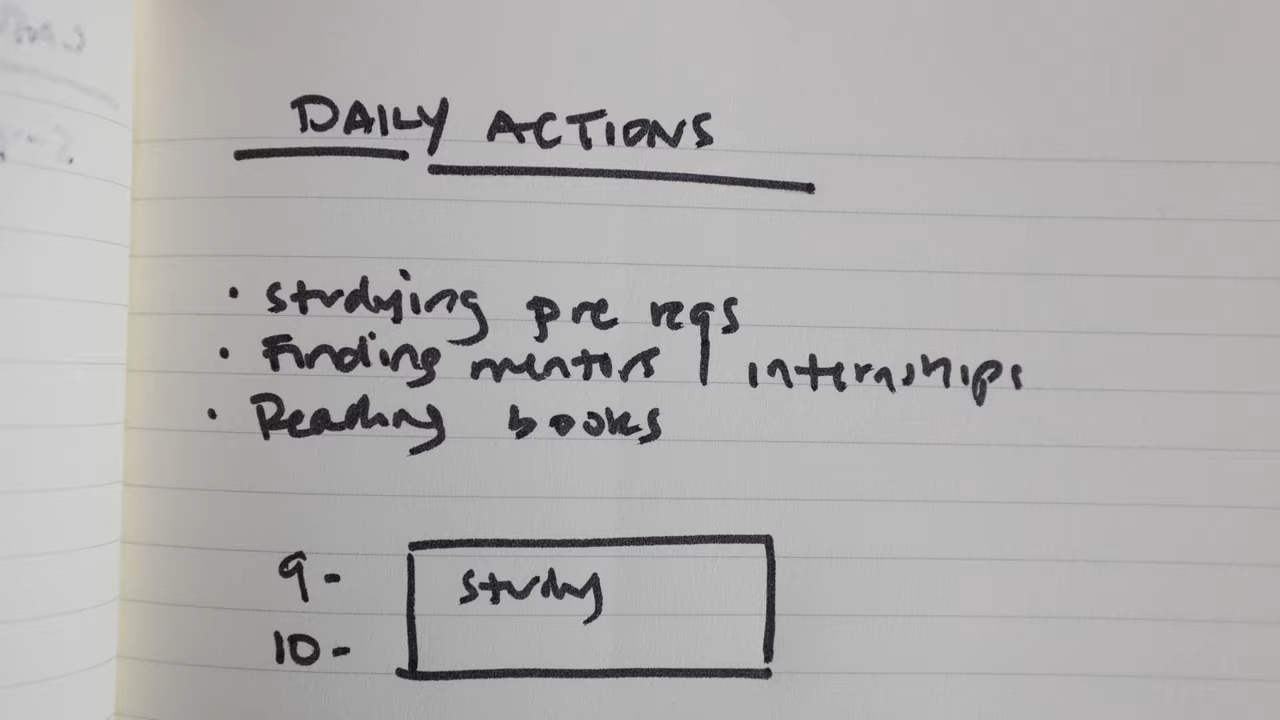 DAILY ACTIONS
• studying pre reqs
• Finding mentors / internships
• Reading books
9 - study
10 -